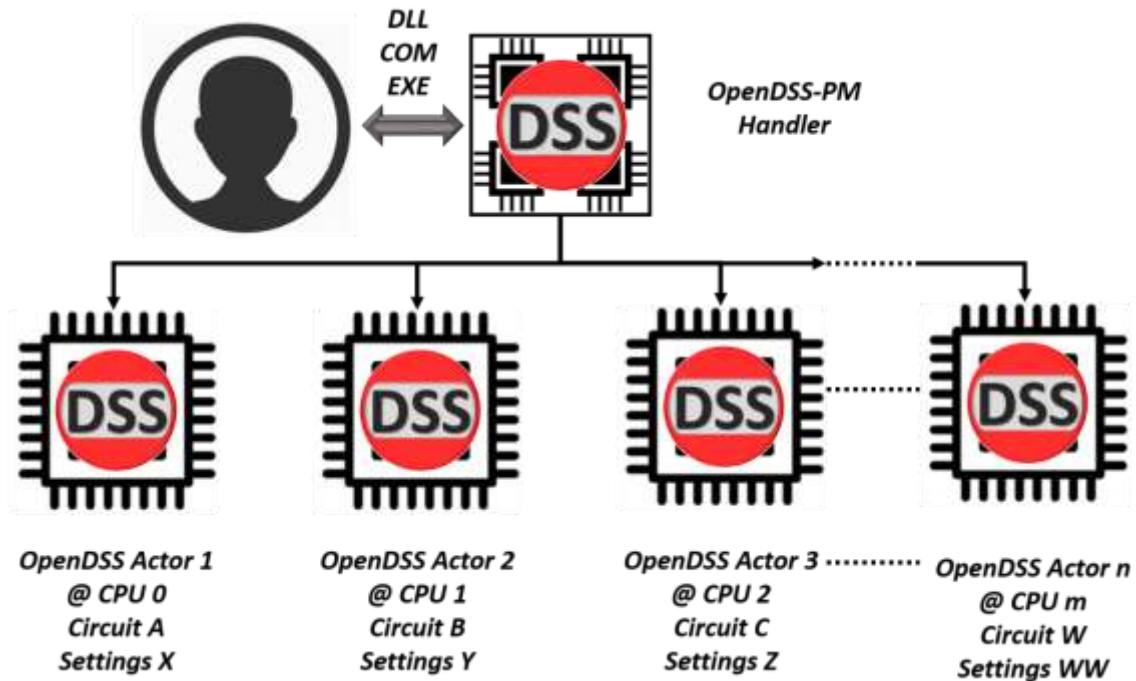 DLL
COM
EXE
DSS
OpenDSS-PM
Handler
DSS
DSS
DSS
DSS
OpenDSS Actor 1
@ CPU 0
Circuit A
Settings X
OpenDSS Actor 2
@ CPU 1
Circuit B
Settings Y
OpenDSS Actor 3
@ CPU 2
Circuit C
Settings Z
OpenDSS Actor n
@ CPU m
Circuit W
Settings WW